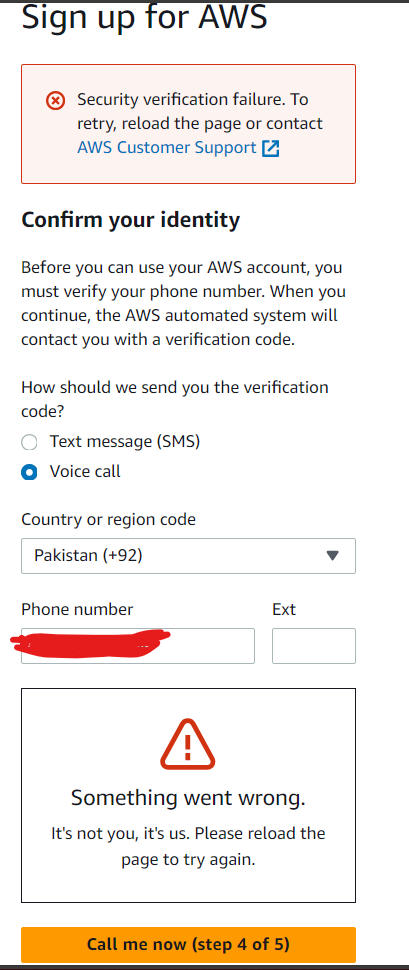 Sign up for AWS
Security verification failure. To
retry, reload the page or contact
AWS Customer Support
Confirm your identity
Before you can use your AWS account, you
must verify your phone number. When you
continue, the AWS automated system will
contact you with a verification code.
How should we send you the verification
code?
Text message (SMS)
Voice call
Country or region code
Pakistan (+92)
Phone number
Ext
Something went wrong.
It's not you, it's us. Please reload the
page to try again.
Call me now (step 4 of 5)